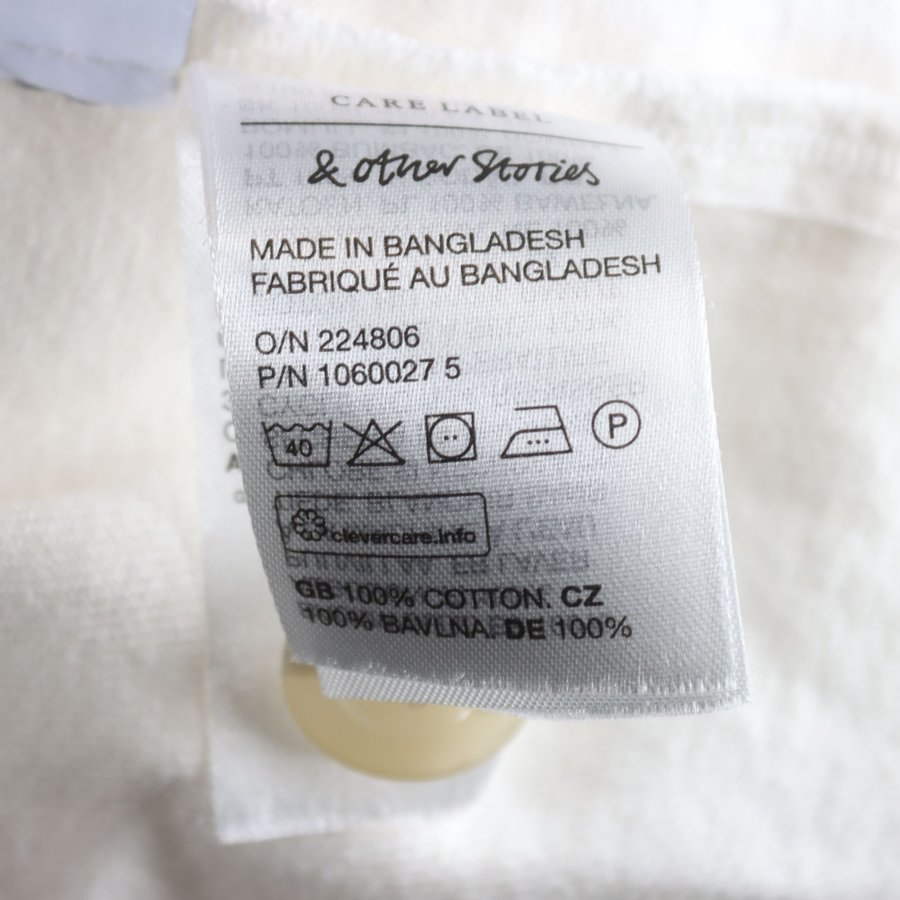 CARE LABEL
& other Stories
MADE IN BANGLADESH
FABRIQUÉ AU BANGLADESH
O/N 224806
P/N 1060027 5
40 P
clevercare.info
GB 100% COTTON. CZ
100% BAVLNA. DE 100%